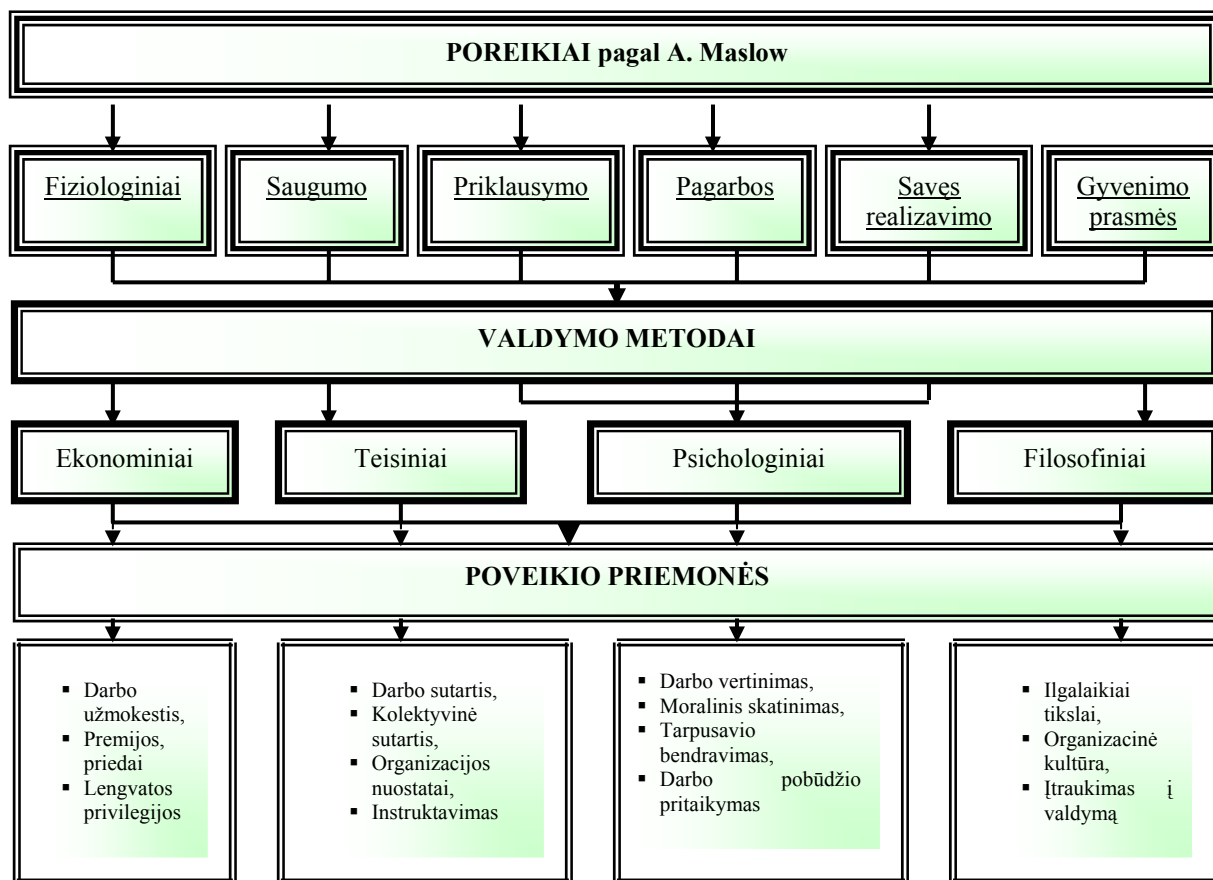 POREIKIAI pagal A. Maslow
Fiziologiniai
Saugumo
Priklausymo
Pagarbos
Savęs
realizavimo
Gyvenimo
prasmės
VALDYMO METODAI
Ekonominiai
Teisiniai
Psichologiniai
Filosofiniai
POVEIKIO PRIEMONĖS
▪ Darbo
užmokestis,
▪ Premijos,
priedai
▪ Lengvatos
privilegijos
▪ Darbo sutartis,
▪ Kolektyvinė
sutartis,
▪ Organizacijos
nuostatai,
▪ Instruktavimas
▪ Darbo vertinimas,
▪ Moralinis skatinimas,
▪ Tarpusavio
bendravimas,
▪ Darbo pobūdžio
pritaikymas
▪ Ilgalaikiai
tikslai,
▪ Organizacinė
kultūra,
▪ Įtraukimas į
valdymą